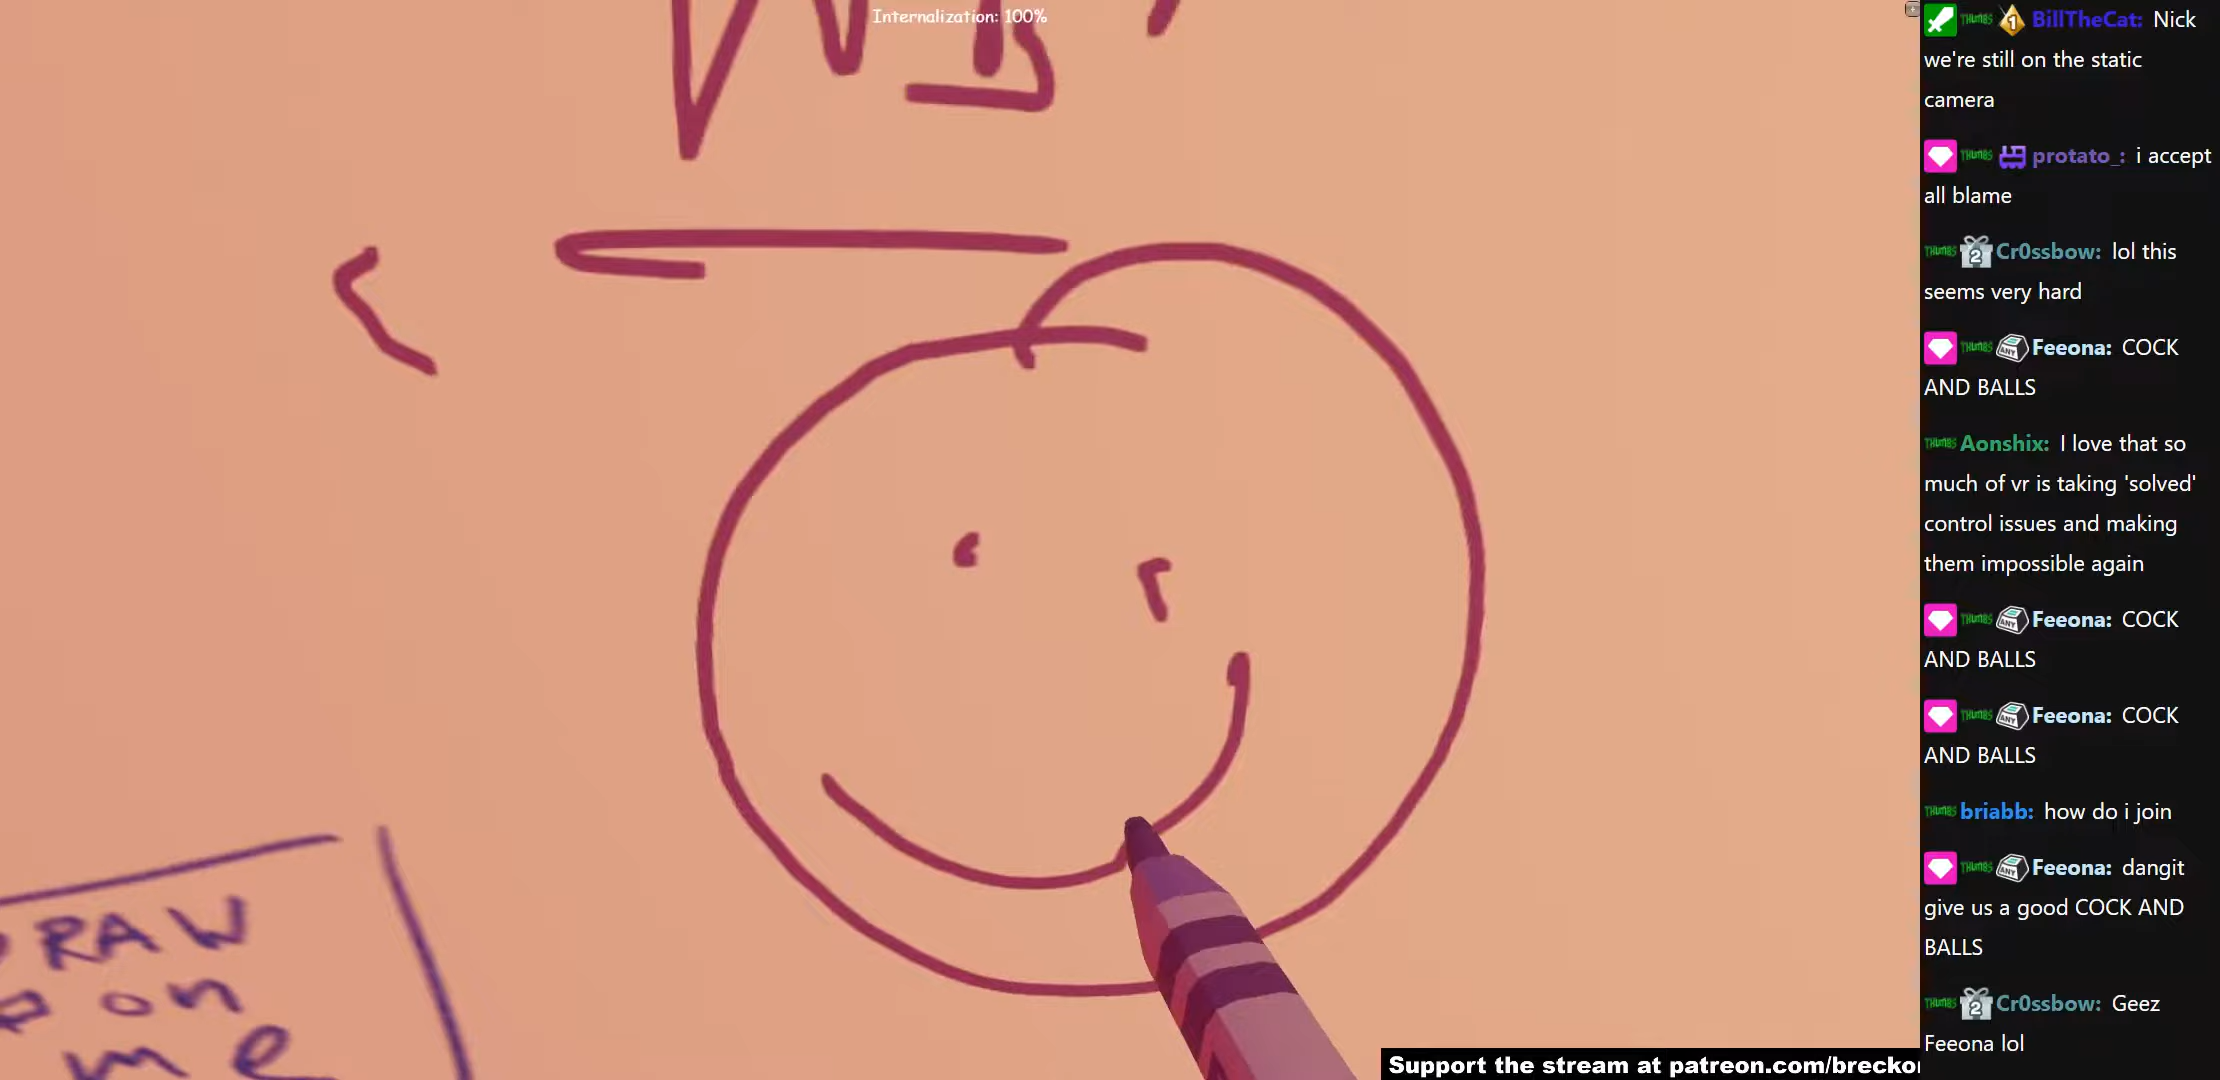 Internalization: 100%
RAW
on
me
Support the stream at patreon.com/brecko
BillTheCat: Nick
we're still on the static
camera
protato_: i accept
all blame
Cr0ssbow: lol this
seems very hard
Feeona: COCK
AND BALLS
Aonshix: I love that so
much of vr is taking 'solved'
control issues and making
them impossible again
Feeona: COCK
AND BALLS
Feeona: COCK
AND BALLS
briabb: how do i join
Feeona: dangit
give us a good COCK AND
BALLS
Cr0ssbow: Geez
Feeona lol